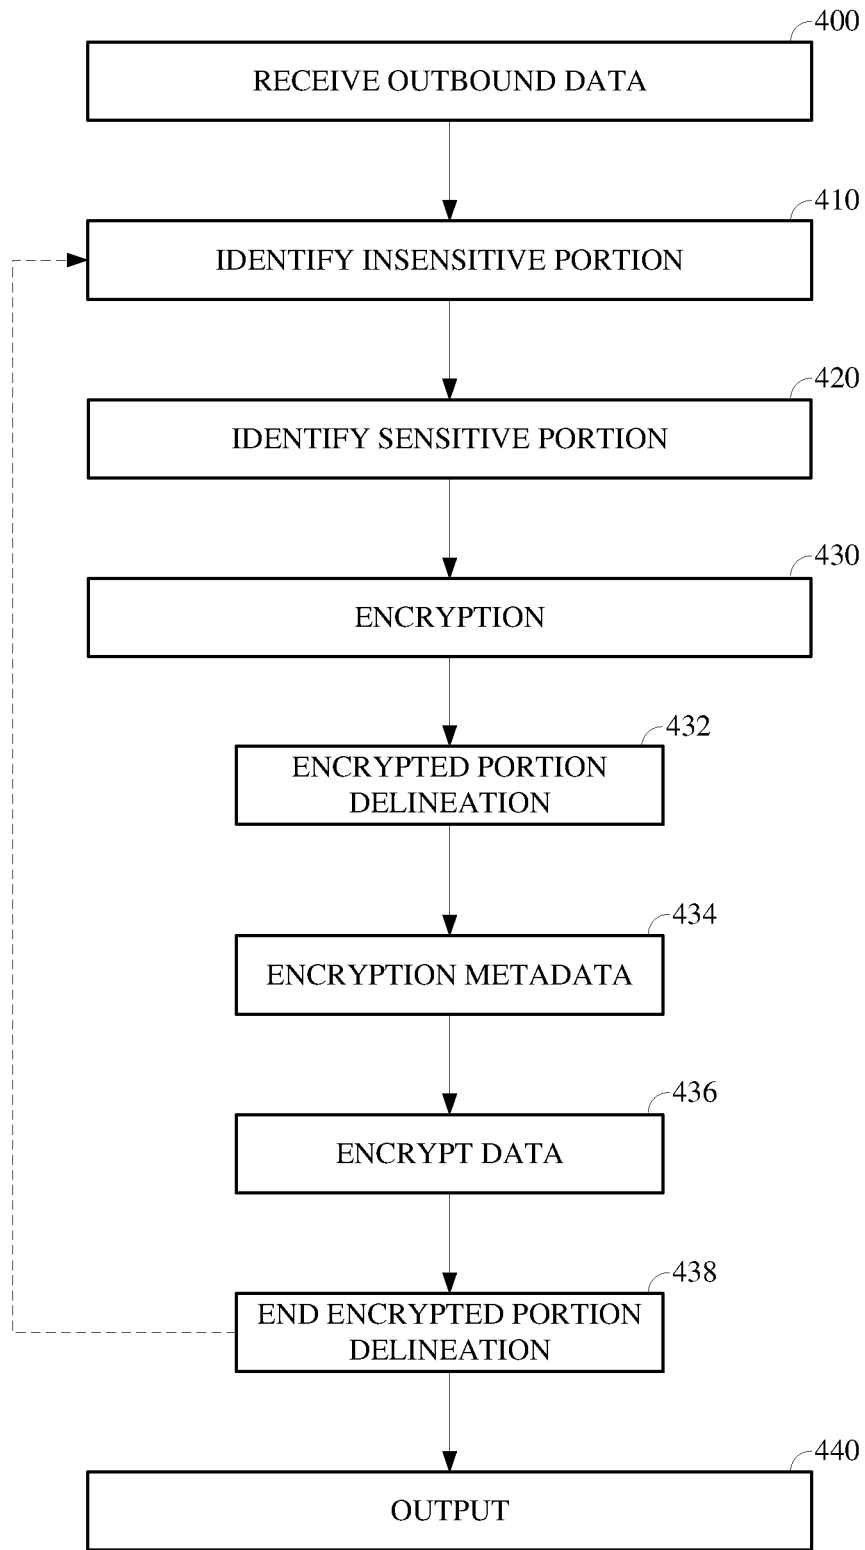 400
RECEIVE OUTBOUND DATA
410
IDENTIFY INSENSITIVE PORTION
420
IDENTIFY SENSITIVE PORTION
430
ENCRYPTION
432
ENCRYPTED PORTION
DELINEATION
434
ENCRYPTION METADATA
436
ENCRYPT DATA
438
END ENCRYPTED PORTION
DELINEATION
440
OUTPUT